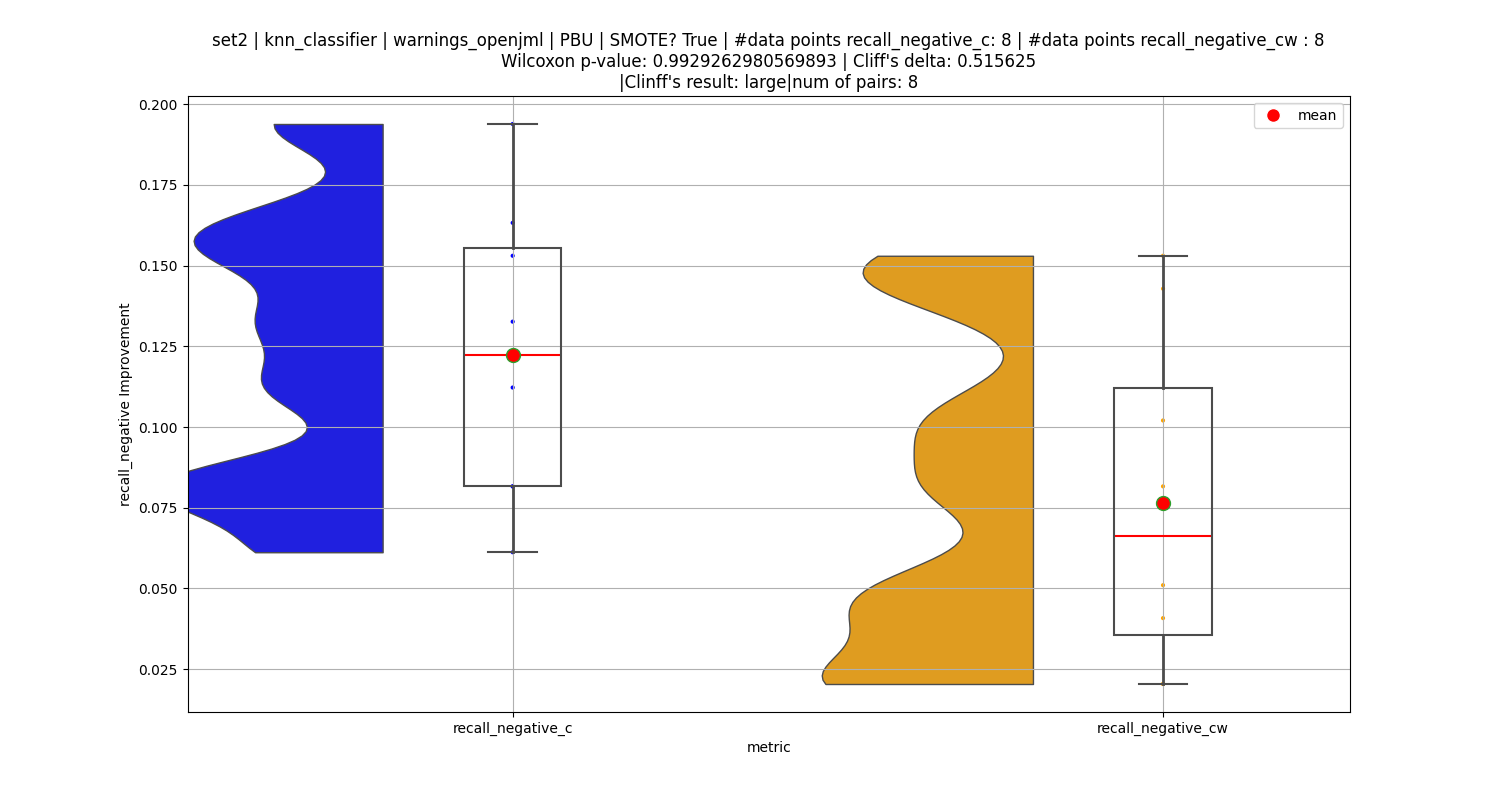 set2 | knn_classifier | warnings_openjml | PBU | SMOTE? True | #data points recall_negative_c: 8 | #data points recall_negative_cw : 8
Wilcoxon p-value: 0.9929262980569893 | Cliff's delta: 0.515625
|Clinff's result: large|num of pairs: 8
mean
0.200
0.175
0.150
0.125
0.100
0.075
0.050
0.025
recall_negative Improvement
recall_negative_c
recall_negative_cw
metric